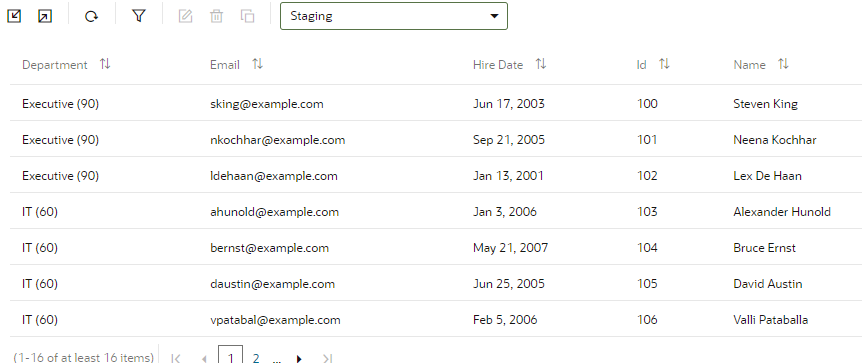 Staging
Department Email Hire Date Id Name
Executive (90) sking@example.com Jun 17, 2003 100 Steven King
Executive (90) nkochhar@example.com Sep 21, 2005 101 Neena Kochhar
Executive (90) ldehaan@example.com Jan 13, 2001 102 Lex De Haan
IT (60) ahunold@example.com Jan 3, 2006 103 Alexander Hunold
IT (60) bernst@example.com May 21, 2007 104 Bruce Ernst
IT (60) daustin@example.com Jun 25, 2005 105 David Austin
IT (60) vpatabal@example.com Feb 5, 2006 106 Valli Pataballa
(1-16 of at least 16 items) 1 2 ...